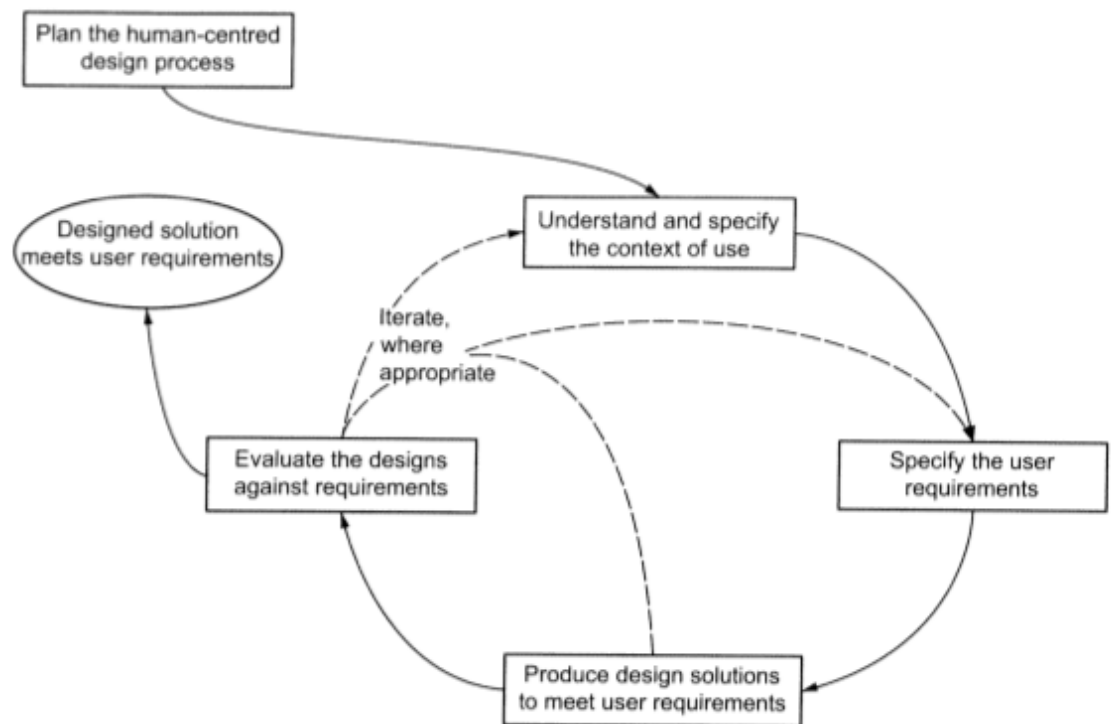 Plan the human-centred
design process
Understand and specify
the context of use
Designed solution
meets user requirements
Iterate,
where
appropriate
Evaluate the designs
against requirements
Specify the user
requirements
Produce design solutions
to meet user requirements